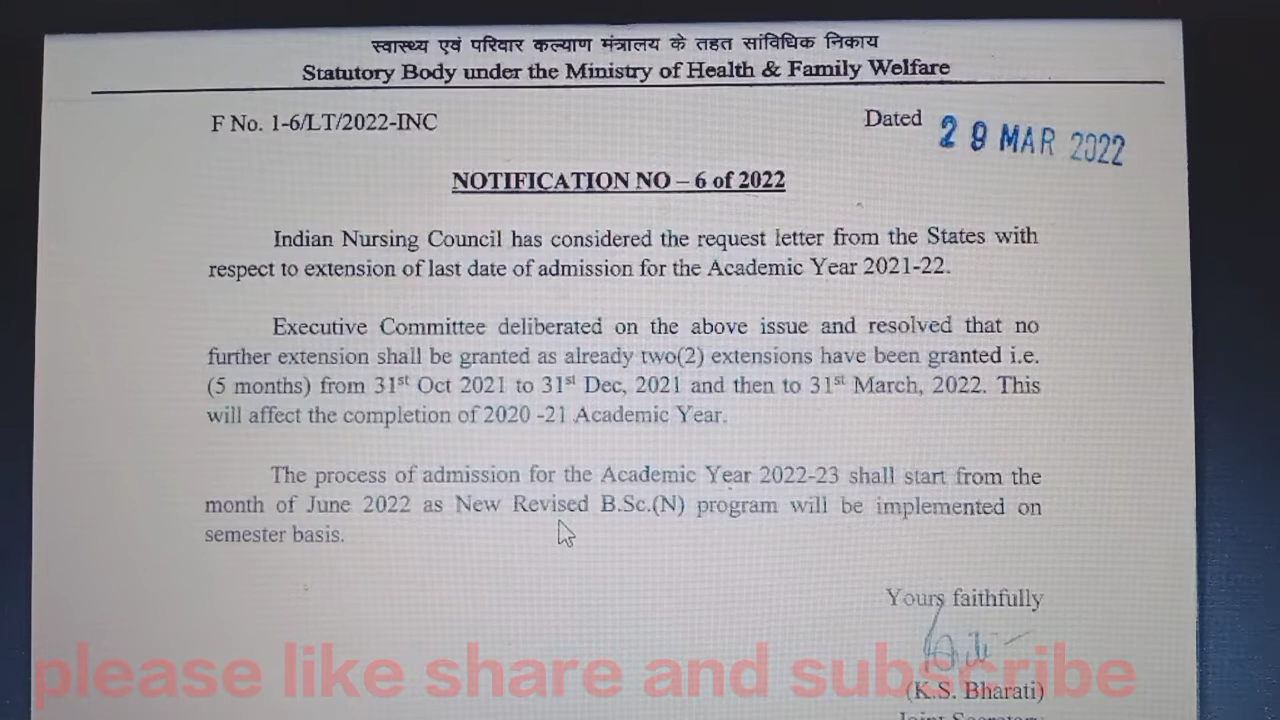 स्वास्थ्य एवं परिवार कल्याण मंत्रालय के तहत सांविधिक निकाय
Statutory Body under the Ministry of Health & Family Welfare
F No. 1-6/LT/2022-INC
Dated 29 MAR 2022
NOTIFICATION NO – 6 of 2022
Indian Nursing Council has considered the request letter from the States with
respect to extension of last date of admission for the Academic Year 2021-22.
Executive Committee deliberated on the above issue and resolved that no
further extension shall be granted as already two(2) extensions have been granted i.e.
(5 months) from 31st Oct 2021 to 31st Dec, 2021 and then to 31st March, 2022. This
will affect the completion of 2020 -21 Academic Year.
The process of admission for the Academic Year 2022-23 shall start from the
month of June 2022 as New Revised B.Sc.(N) program will be implemented on
semester basis.
Yours faithfully
please like share and subscribe
(K.S. Bharati)